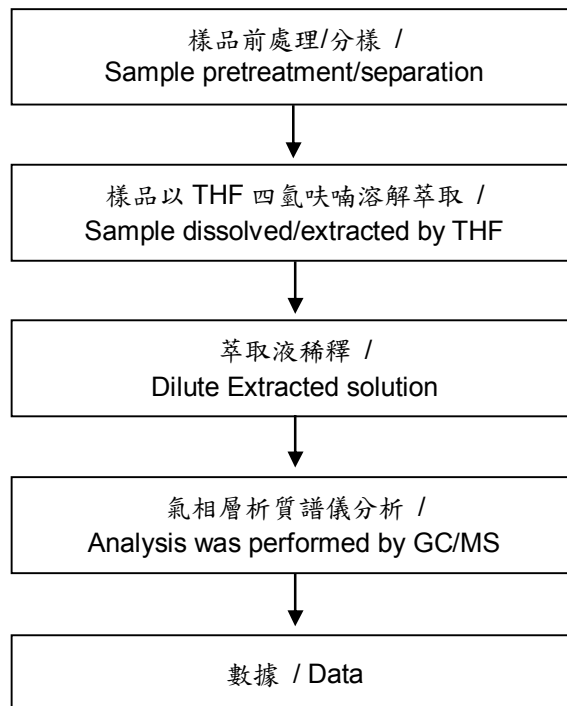 樣品前處理/分樣 /
Sample pretreatment/separation
樣品以 THF 四氫呋喃溶解萃取 /
Sample dissolved/extracted by THF
萃取液稀釋 /
Dilute Extracted solution
氣相層析質譜儀分析 /
Analysis was performed by GC/MS
數據 / Data